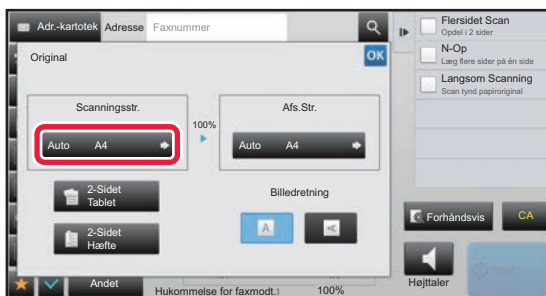 Adr.-kartotek Adresse Faxnummer
Original
OK
Scanningsstr.
Auto A4
100%
Afs.Str.
Auto A4
2-Sidet
Tablet
2-Sidet
Hæfte
Billedretning
A
A
Andet
Hukommelse for faxmodt.: 100%
Flersidet Scan
Opdel i 2 sider
N-Op
Læg flere sider på én side
Langsom Scanning
Scan tynd papiroriginal
Forhåndsvis
CA
Højttaler
Start